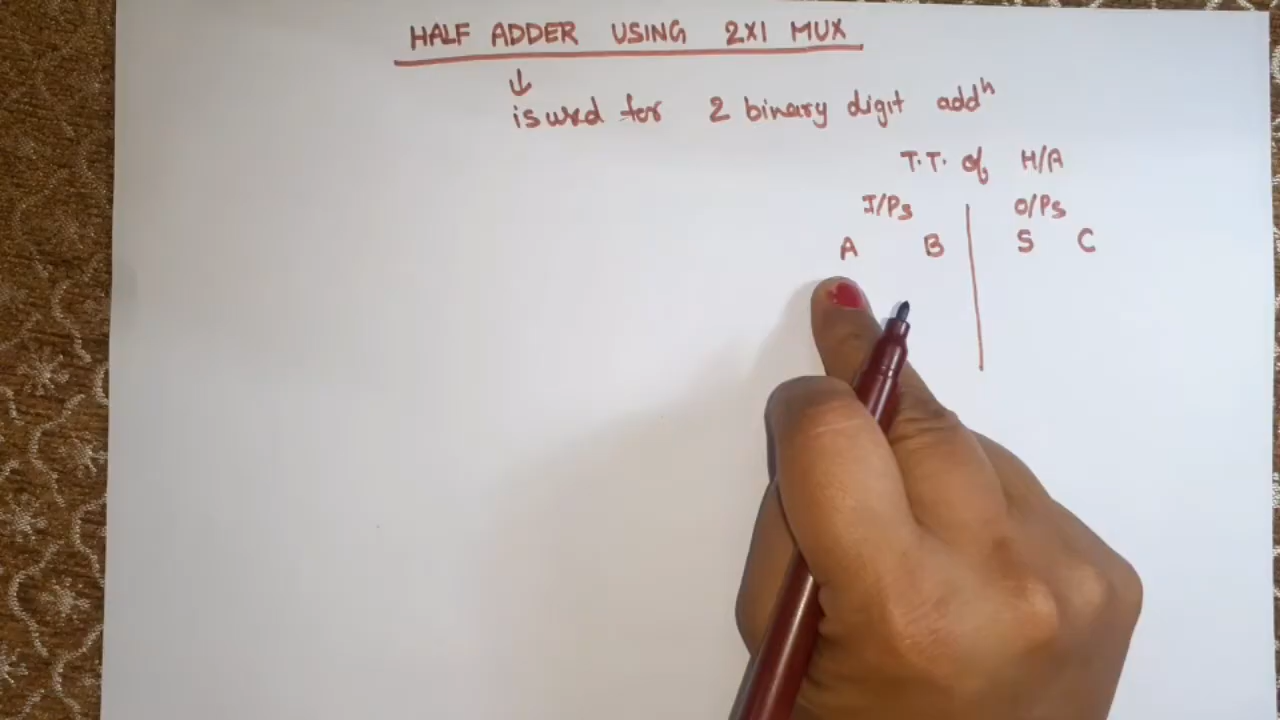 HALF ADDER USING 2X1 MUX
↓
is used for 2 binary digit addⁿ
T.T. of H/A
I/Ps O/Ps
A B S C